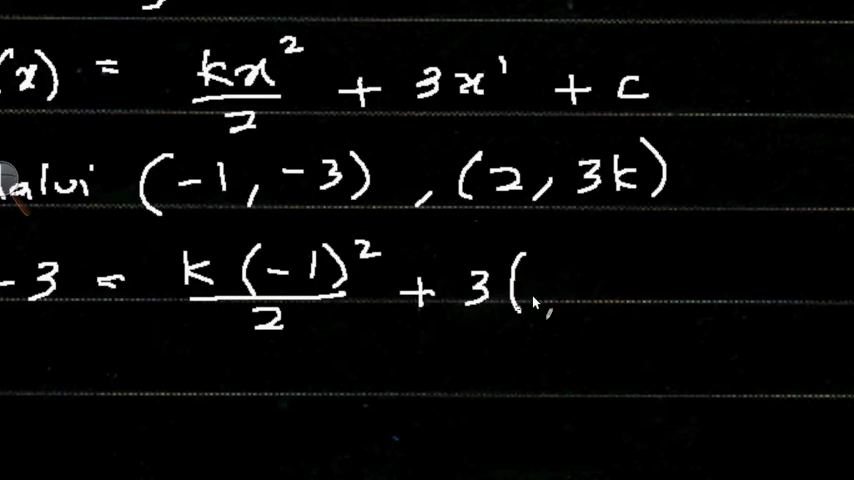 (x) = kx²/2 + 3x¹ + c
lalui (-1, -3), (2, 3k)
-3 = k(-1)²/2 + 3(